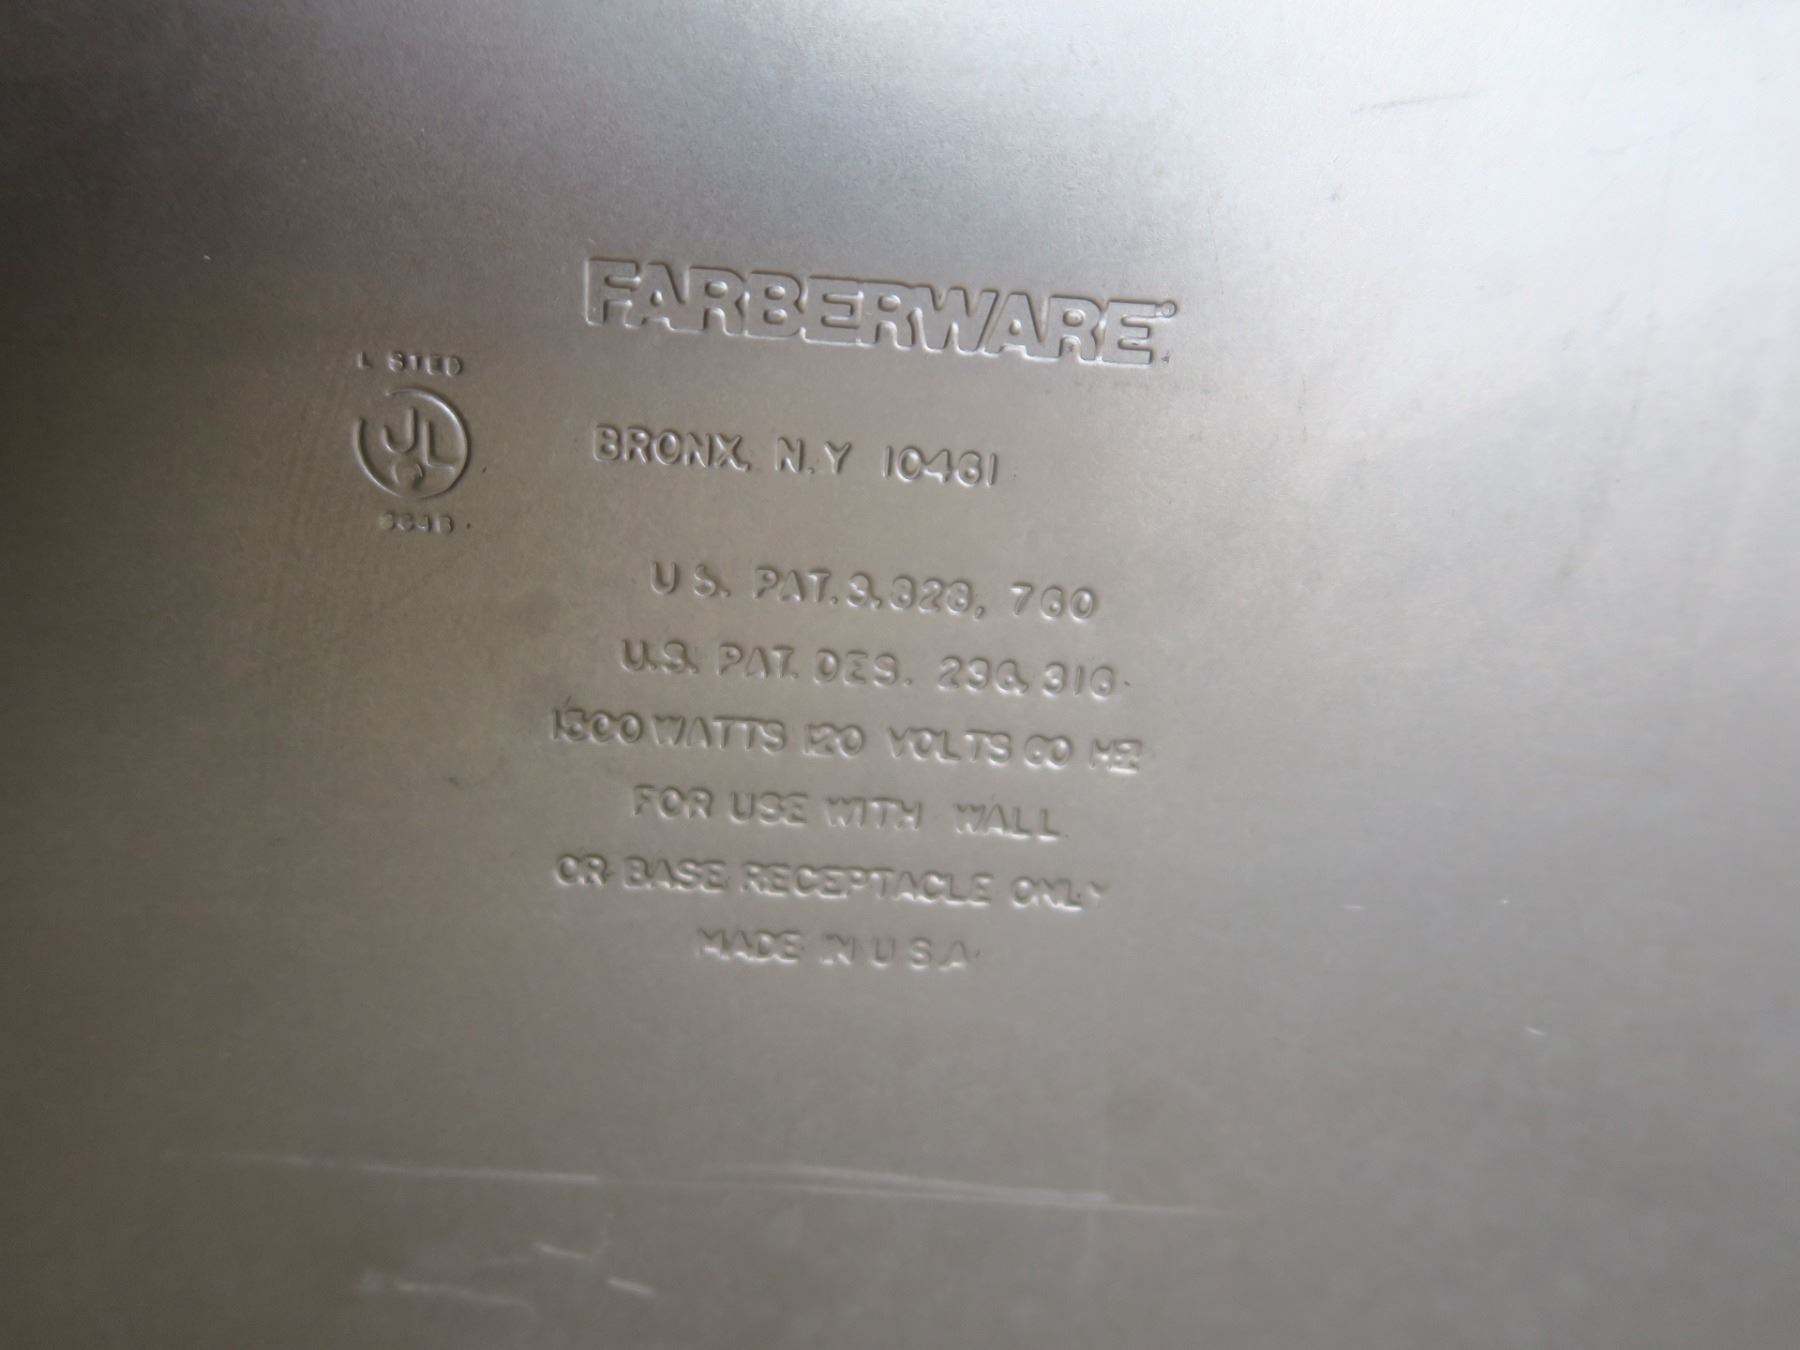 FARBERWARE®
LISTED
UL
BRONX, N.Y 10461
U.S. PAT. 3,828, 760
U.S. PAT. DES. 236,316
1300 WATTS 120 VOLTS 60 HZ
FOR USE WITH WALL
OR BASE RECEPTACLE ONLY
MADE IN U S A